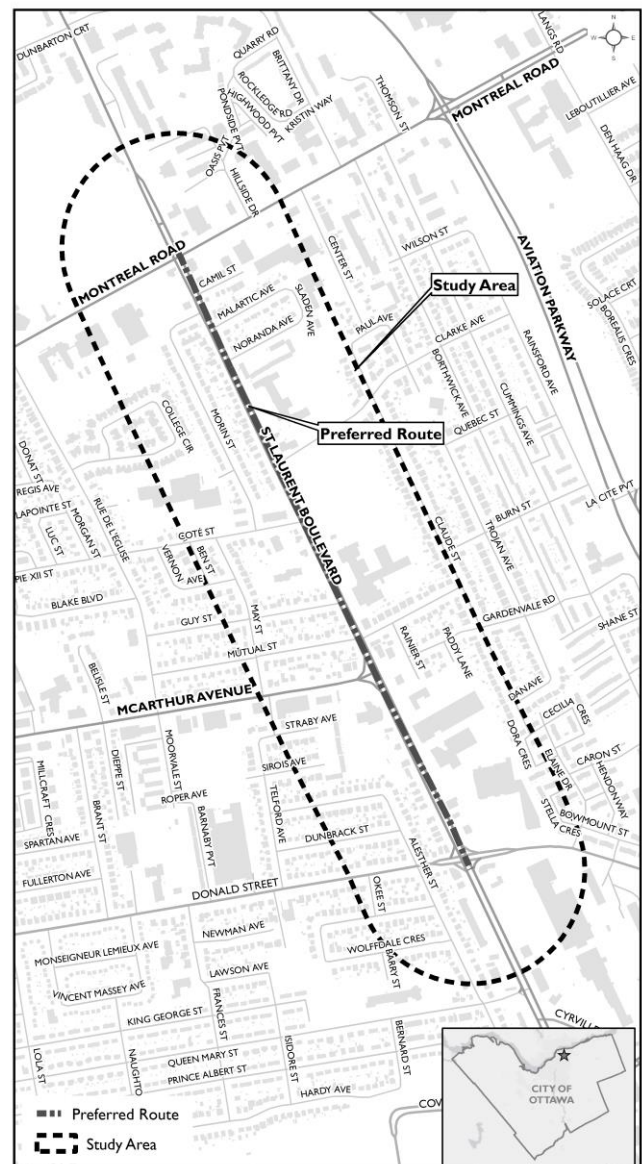 DUNBARTON CRT
QUARRY RD
BRITTANY DR
ROCKLEDGE RD
HIGHWOOD PVT
KRISTIN WAY
PONDSIDE PVT
OASIS PVT
HILLSIDE DR
THOMSON ST
LANGS RD
N
W
E
S
MONTREAL ROAD
LEBOUTILLIER AVE
DEN HAAG DR
MONTREAL ROAD
CAMIL ST
MALARTIC AVE
NORANDA AVE
SLADEN AVE
CENTER ST
WILSON ST
AVIATION PARKWAY
Study Area
SOLACE CRT
BOREALIS CRES
PAUL AVE
CLARKE AVE
RAINSFORD AVE
BORTHWICK AVE
CUMMINGS AVE
QUEBEC ST
Preferred Route
COLLEGE CIR
MORIN ST
ST LAURENT BOULEVARD
DONAT ST
REGIS AVE
LAPOINTE ST
LUC ST
MORGAN ST
RUE DE L'EGLISE
PIE XII ST
BLAKE BLVD
COTÉ ST
VERNON AVE
BEN ST
GUY ST
MAY ST
MUTUAL ST
LA CITE PVT
BURN ST
CLAUDE ST
TROJAN AVE
GARDENVALE RD
SHANE ST
RAINIER ST
PADDY LANE
DAN AVE
CECILIA CRES
DORA CRES
ELAINE DR
CARON ST
HENDON WAY
STELLA CRES
BOWMOUNT ST
BELISLE ST
MCARTHUR AVENUE
STRABY AVE
SIROIS AVE
MILLCRAFT CRES
DIEPPE ST
MOORVALE ST
BRANT ST
ROPER AVE
BARNABY PVT
TELFORD AVE
DUNBRACK ST
SPARTAN AVE
FULLERTON AVE
DONALD STREET
ALESTHER ST
OKEE ST
NEWMAN AVE
MONSEIGNEUR LEMIEUX AVE
WOLFFDALE CRES
LAWSON AVE
BARRY ST
VINCENT MASSEY AVE
KING GEORGE ST
FRANCES ST
QUEEN MARY ST
PRINCE ALBERT ST
LOLA ST
NAUGHTO
ISIDORE ST
BERNARD ST
HARDY AVE
CYRVILLE
COV
CITY OF
OTTAWA
Preferred Route
Study Area